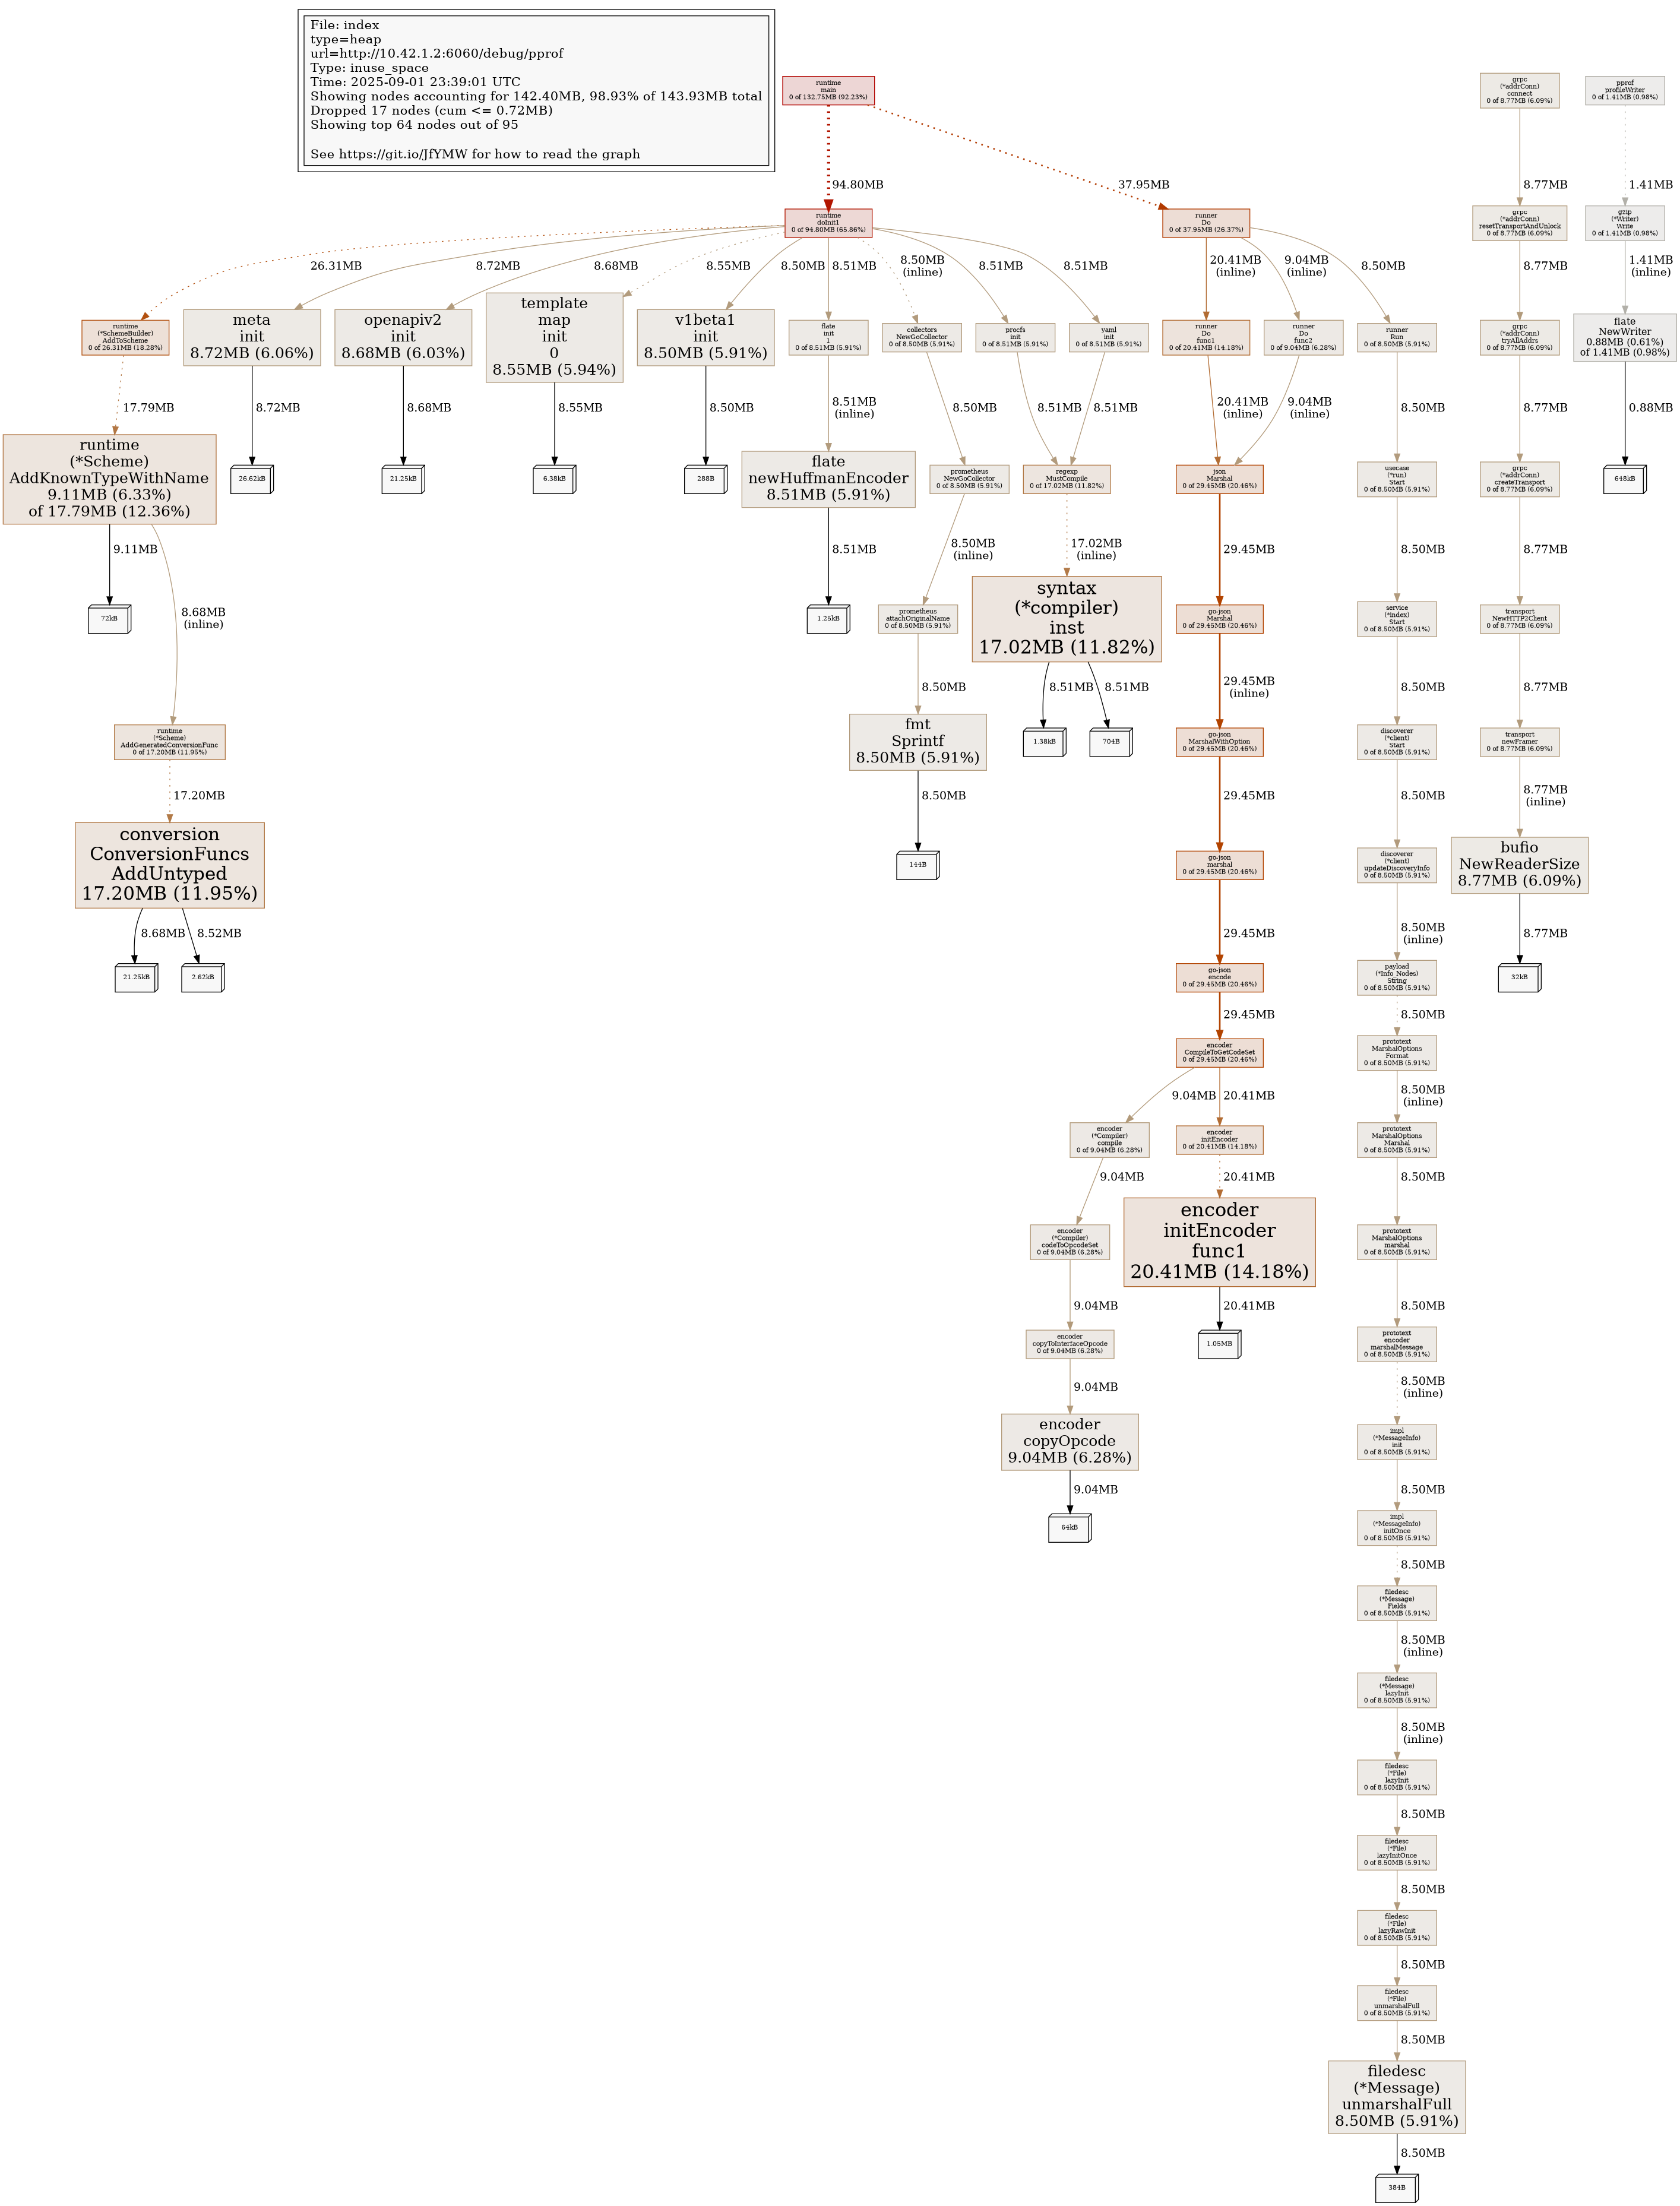 File: index
type=heap
url=http://10.42.1.2:6060/debug/pprof
Type: inuse_space
Time: 2025-09-01 23:39:01 UTC
Showing nodes accounting for 142.40MB, 98.93% of 143.93MB total
Dropped 17 nodes (cum <= 0.72MB)
Showing top 64 nodes out of 95
See https://git.io/JfYMW for how to read the graph
runtime
main
0 of 132.75MB (92.23%)
grpc
(*addrConn)
connect
0 of 8.77MB (6.09%)
pprof
profileWriter
0 of 1.41MB (0.98%)
94.80MB
37.95MB
8.77MB
1.41MB
runtime
doInit1
0 of 94.80MB (65.86%)
runner
Do
0 of 37.95MB (26.37%)
grpc
(*addrConn)
resetTransportAndUnlock
0 of 8.77MB (6.09%)
gzip
(*Writer)
Write
0 of 1.41MB (0.98%)
26.31MB
8.72MB
8.68MB
8.55MB
8.50MB
8.51MB
8.50MB
(inline)
8.51MB
8.51MB
20.41MB
(inline)
9.04MB
(inline)
8.50MB
8.77MB
1.41MB
(inline)
runtime
(*SchemeBuilder)
AddToScheme
0 of 26.31MB (18.28%)
meta
init
8.72MB (6.06%)
openapiv2
init
8.68MB (6.03%)
template
map
init
0
8.55MB (5.94%)
v1beta1
init
8.50MB (5.91%)
flate
init
1
0 of 8.51MB (5.91%)
collectors
NewGoCollector
0 of 8.50MB (5.91%)
procfs
init
0 of 8.51MB (5.91%)
yaml
init
0 of 8.51MB (5.91%)
runner
Do
func1
0 of 20.41MB (14.18%)
runner
Do
func2
0 of 9.04MB (6.28%)
runner
Run
0 of 8.50MB (5.91%)
grpc
(*addrConn)
tryAllAddrs
0 of 8.77MB (6.09%)
flate
NewWriter
0.88MB (0.61%)
of 1.41MB (0.98%)
17.79MB
8.72MB
8.68MB
8.55MB
8.50MB
8.51MB
(inline)
8.50MB
8.51MB
8.51MB
20.41MB
(inline)
9.04MB
(inline)
8.50MB
8.77MB
0.88MB
runtime
(*Scheme)
AddKnownTypeWithName
9.11MB (6.33%)
of 17.79MB (12.36%)
26.62kB
21.25kB
6.38kB
288B
flate
newHuffmanEncoder
8.51MB (5.91%)
prometheus
NewGoCollector
0 of 8.50MB (5.91%)
regexp
MustCompile
0 of 17.02MB (11.82%)
json
Marshal
0 of 29.45MB (20.46%)
usecase
(*run)
Start
0 of 8.50MB (5.91%)
grpc
(*addrConn)
createTransport
0 of 8.77MB (6.09%)
648kB
9.11MB
8.68MB
(inline)
8.51MB
8.50MB
(inline)
17.02MB
(inline)
29.45MB
8.50MB
8.77MB
72kB
1.25kB
prometheus
attachOriginalName
0 of 8.50MB (5.91%)
syntax
(*compiler)
inst
17.02MB (11.82%)
go-json
Marshal
0 of 29.45MB (20.46%)
service
(*index)
Start
0 of 8.50MB (5.91%)
transport
NewHTTP2Client
0 of 8.77MB (6.09%)
8.50MB
8.51MB
8.51MB
29.45MB
(inline)
8.50MB
8.77MB
runtime
(*Scheme)
AddGeneratedConversionFunc
0 of 17.20MB (11.95%)
fmt
Sprintf
8.50MB (5.91%)
1.38kB
704B
go-json
MarshalWithOption
0 of 29.45MB (20.46%)
discoverer
(*client)
Start
0 of 8.50MB (5.91%)
transport
newFramer
0 of 8.77MB (6.09%)
17.20MB
8.50MB
29.45MB
8.50MB
8.77MB
(inline)
conversion
ConversionFuncs
AddUntyped
17.20MB (11.95%)
144B
go-json
marshal
0 of 29.45MB (20.46%)
discoverer
(*client)
updateDiscoveryInfo
0 of 8.50MB (5.91%)
bufio
NewReaderSize
8.77MB (6.09%)
8.68MB
8.52MB
29.45MB
8.50MB
(inline)
8.77MB
21.25kB
2.62kB
go-json
encode
0 of 29.45MB (20.46%)
payload
(*Info_Nodes)
String
0 of 8.50MB (5.91%)
32kB
29.45MB
8.50MB
encoder
CompileToGetCodeSet
0 of 29.45MB (20.46%)
prototext
MarshalOptions
Format
0 of 8.50MB (5.91%)
9.04MB
20.41MB
8.50MB
(inline)
encoder
(*Compiler)
compile
0 of 9.04MB (6.28%)
encoder
initEncoder
0 of 20.41MB (14.18%)
prototext
MarshalOptions
Marshal
0 of 8.50MB (5.91%)
9.04MB
20.41MB
8.50MB
encoder
(*Compiler)
codeToOpcodeSet
0 of 9.04MB (6.28%)
encoder
initEncoder
func1
20.41MB (14.18%)
prototext
MarshalOptions
marshal
0 of 8.50MB (5.91%)
9.04MB
20.41MB
8.50MB
encoder
copyToInterfaceOpcode
0 of 9.04MB (6.28%)
1.05MB
prototext
encoder
marshalMessage
0 of 8.50MB (5.91%)
9.04MB
8.50MB
(inline)
encoder
copyOpcode
9.04MB (6.28%)
impl
(*MessageInfo)
init
0 of 8.50MB (5.91%)
9.04MB
8.50MB
64kB
impl
(*MessageInfo)
initOnce
0 of 8.50MB (5.91%)
8.50MB
filedesc
(*Message)
Fields
0 of 8.50MB (5.91%)
8.50MB
(inline)
filedesc
(*Message)
lazyInit
0 of 8.50MB (5.91%)
8.50MB
(inline)
filedesc
(*File)
lazyInit
0 of 8.50MB (5.91%)
8.50MB
filedesc
(*File)
lazyInitOnce
0 of 8.50MB (5.91%)
8.50MB
filedesc
(*File)
lazyRawInit
0 of 8.50MB (5.91%)
8.50MB
filedesc
(*File)
unmarshalFull
0 of 8.50MB (5.91%)
8.50MB
filedesc
(*Message)
unmarshalFull
8.50MB (5.91%)
8.50MB
384B